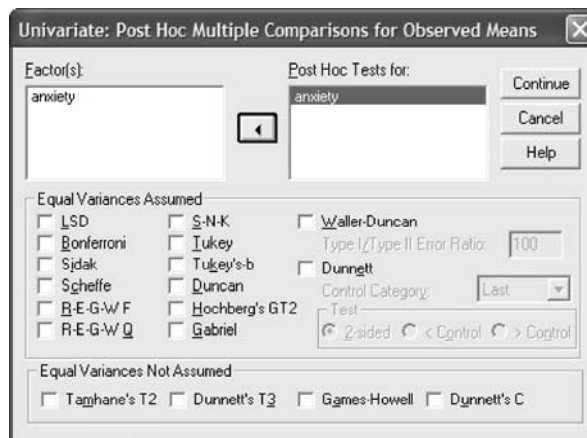 Univariate: Post Hoc Multiple Comparisons for Observed Means
Factor(s):
anxiety
Post Hoc Tests for:
anxiety
Continue
Cancel
Help
Equal Variances Assumed
LSD S-N-K Waller-Duncan
Bonferroni Tukey Type I/Type II Error Ratio: 100
Sidak Tukey's-b Dunnett
Scheffe Duncan Control Category: Last
R-E-G-W F Hochberg's GT2 Test
R-E-G-W Q Gabriel 2-sided < Control > Control
Equal Variances Not Assumed
Tamhane's T2 Dunnett's T3 Games-Howell Dunnett's C